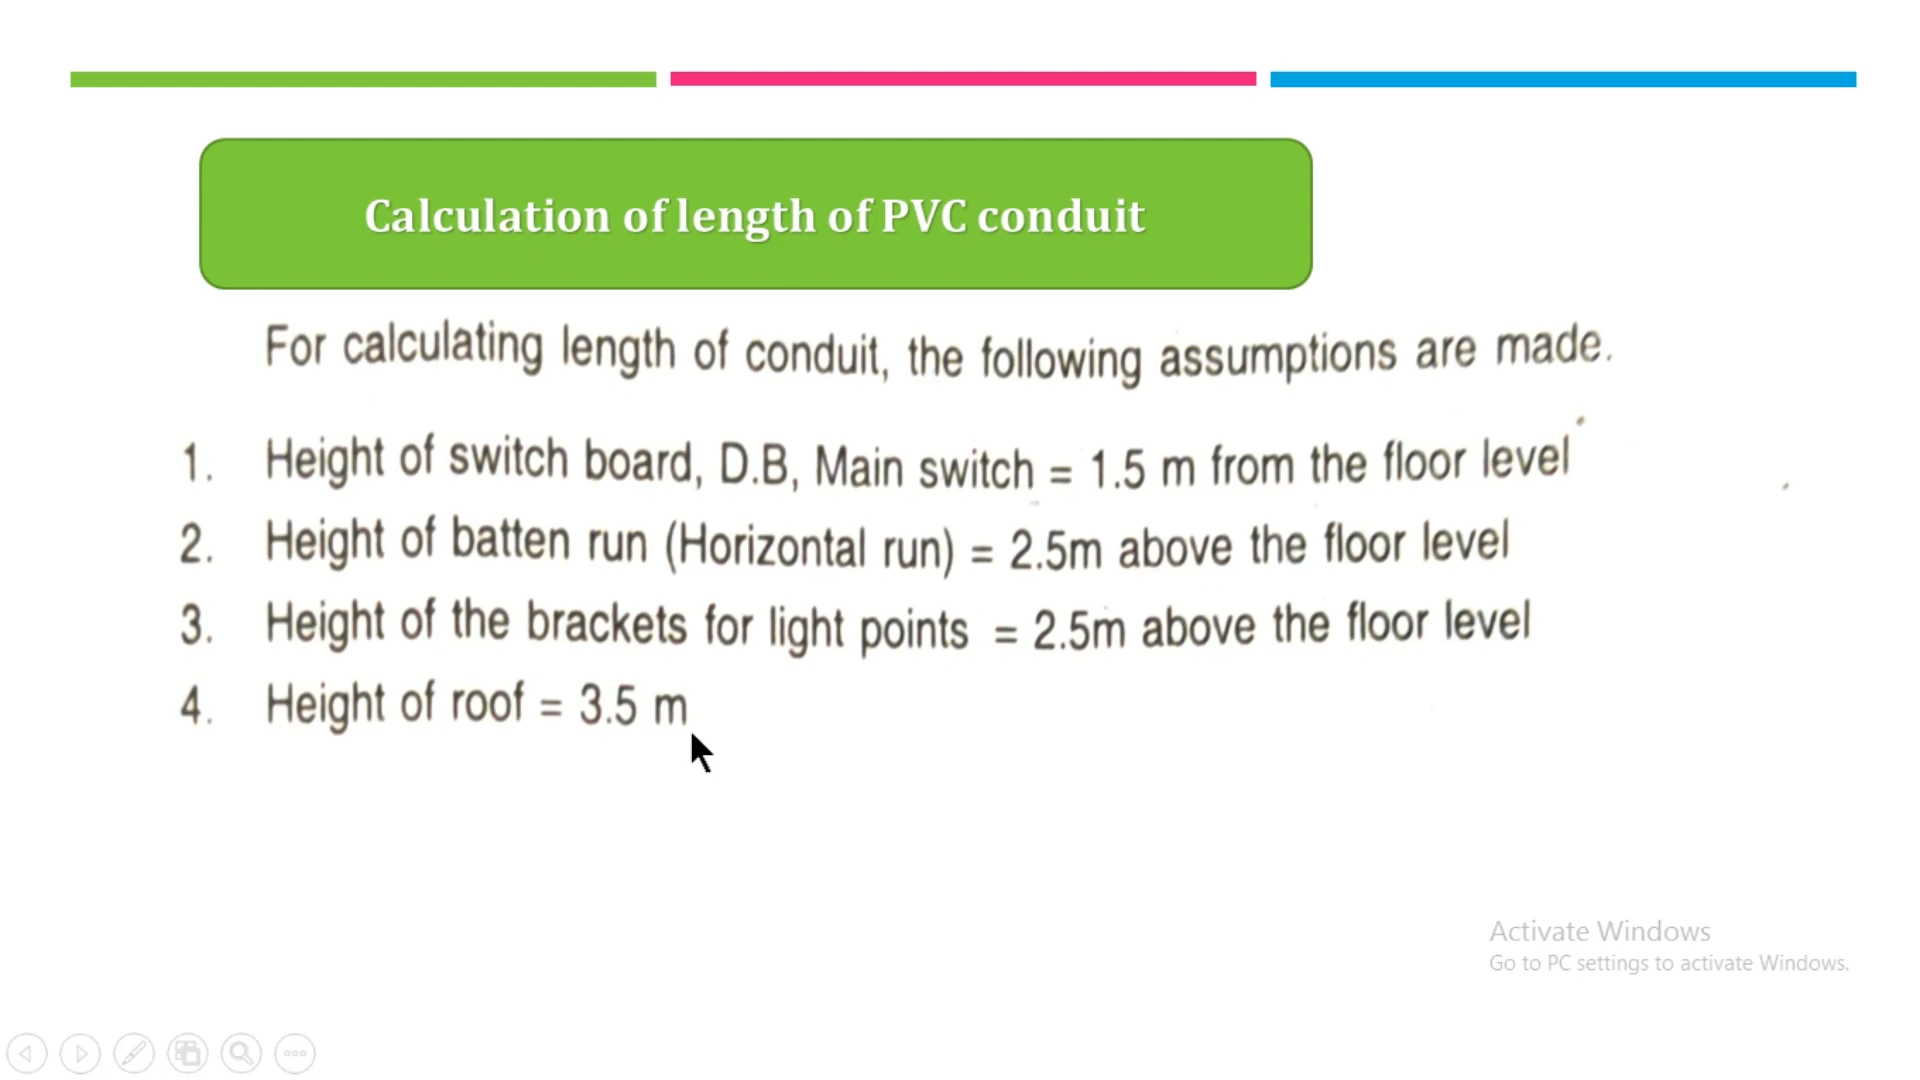 Calculation of length of PVC conduit
For calculating length of conduit, the following assumptions are made.
1. Height of switch board, D.B, Main switch = 1.5 m from the floor level
2. Height of batten run (Horizontal run) = 2.5m above the floor level
3. Height of the brackets for light points = 2.5m above the floor level
4. Height of roof = 3.5 m
Activate Windows
Go to PC settings to activate Windows.